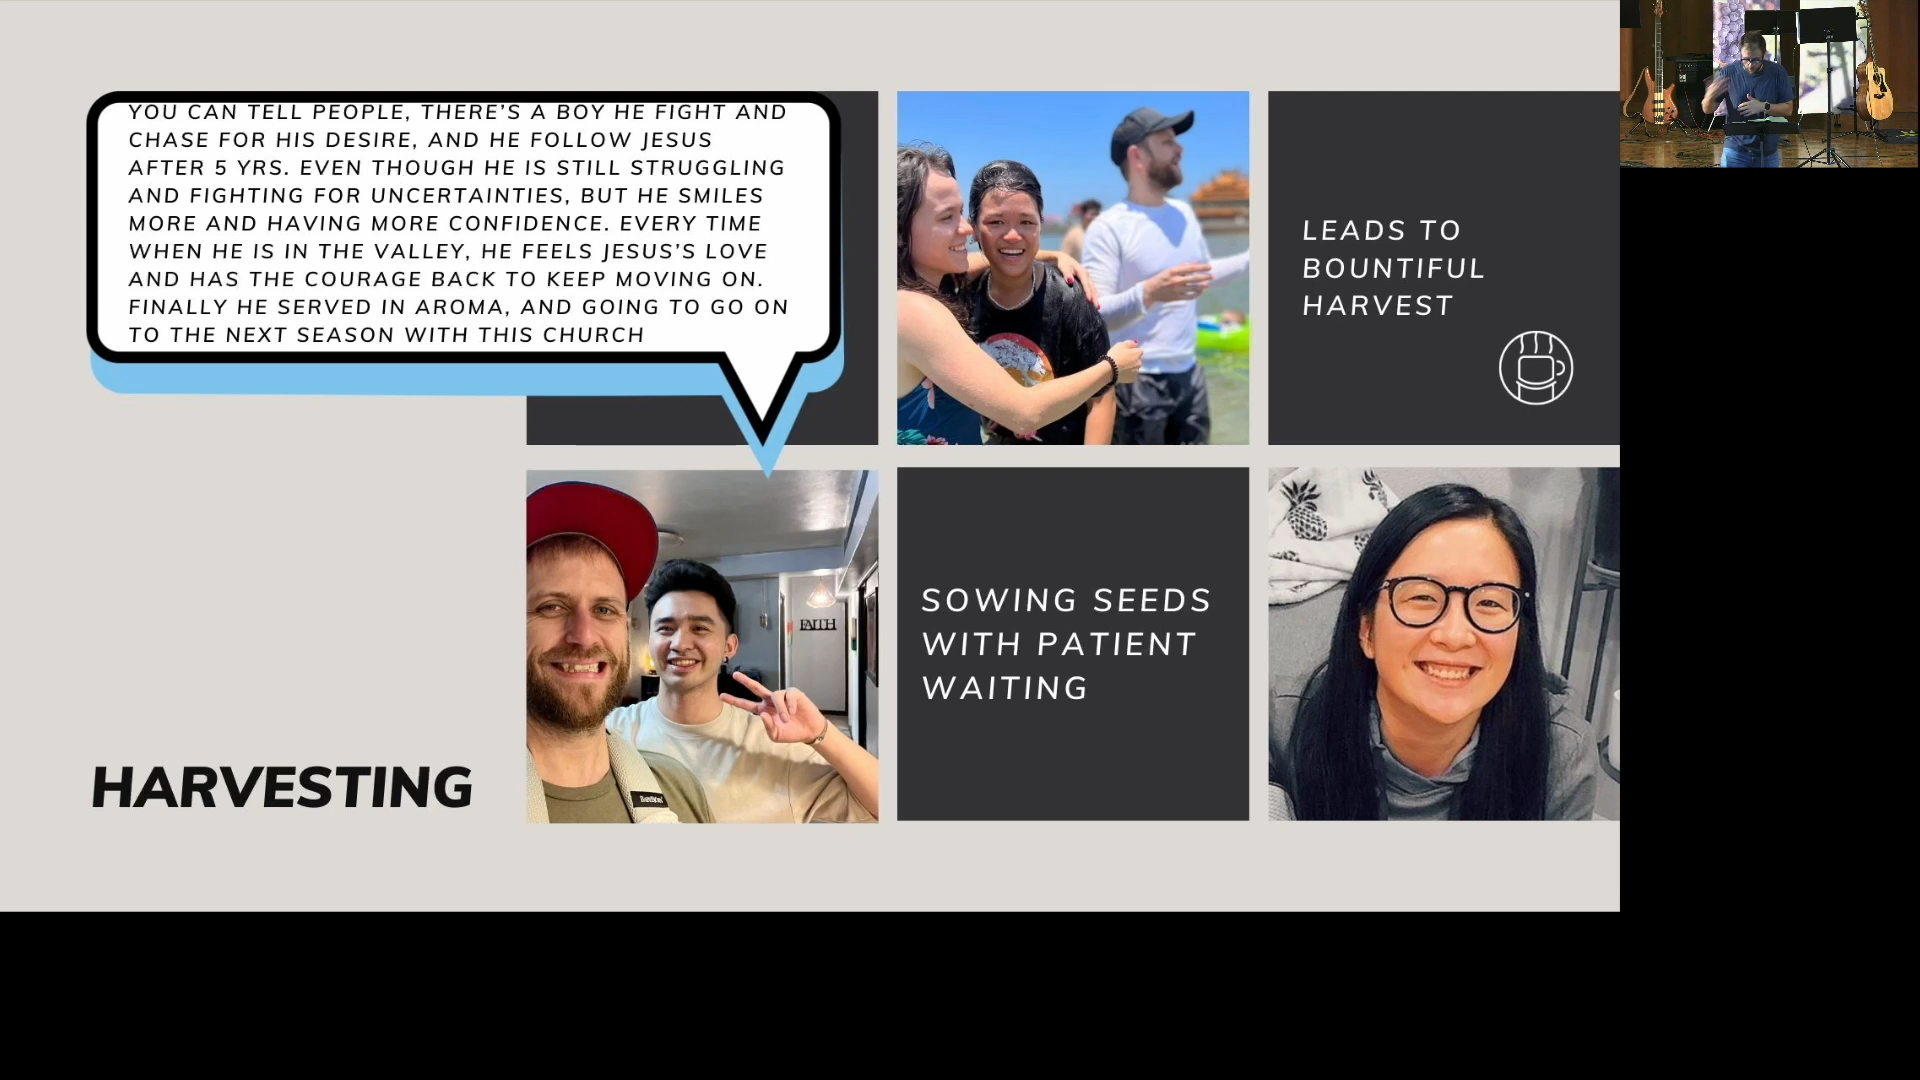 YOU CAN TELL PEOPLE, THERE'S A BOY HE FIGHT AND
CHASE FOR HIS DESIRE, AND HE FOLLOW JESUS
AFTER 5 YRS. EVEN THOUGH HE IS STILL STRUGGLING
AND FIGHTING FOR UNCERTAINTIES, BUT HE SMILES
MORE AND HAVING MORE CONFIDENCE. EVERY TIME
WHEN HE IS IN THE VALLEY, HE FEELS JESUS'S LOVE
AND HAS THE COURAGE BACK TO KEEP MOVING ON.
FINALLY HE SERVED IN AROMA, AND GOING TO GO ON
TO THE NEXT SEASON WITH THIS CHURCH
LEADS TO
BOUNTIFUL
HARVEST
FAITH
SOWING SEEDS
WITH PATIENT
WAITING
HARVESTING